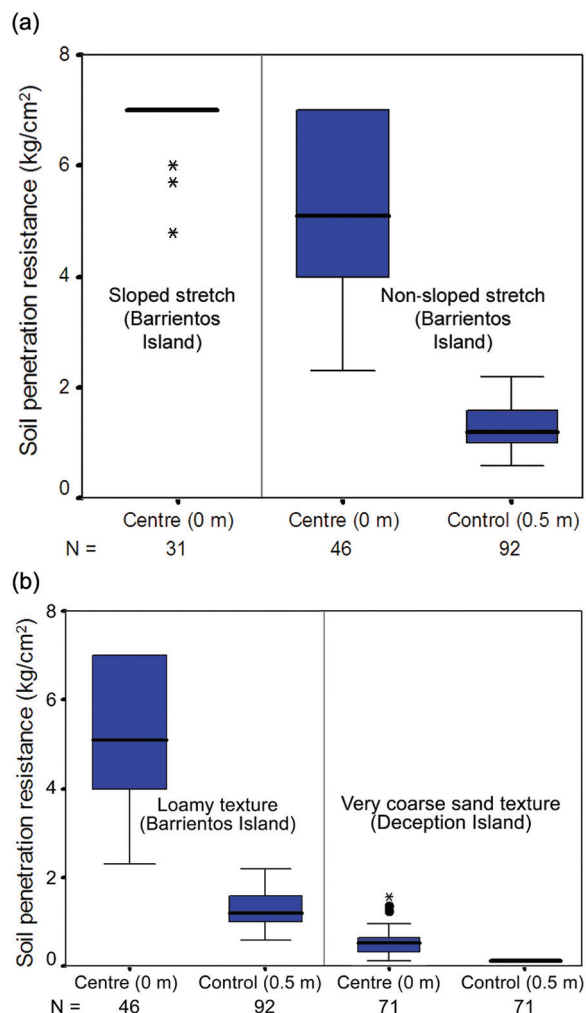 (a)
Soil penetration resistance (kg/cm²)
8
6
4
2
0
Sloped stretch
(Barrientos
Island)
Non-sloped stretch
(Barrientos
Island)
*
*
*
Centre (0 m)
Centre (0 m)
Control (0.5 m)
N =
31
46
92
(b)
Soil penetration resistance (kg/cm²)
8
6
4
2
0
Loamy texture
(Barrientos Island)
Very coarse sand texture
(Deception Island)
*
Centre (0 m)
Control (0.5 m)
Centre (0 m)
Control (0.5 m)
N =
46
92
71
71